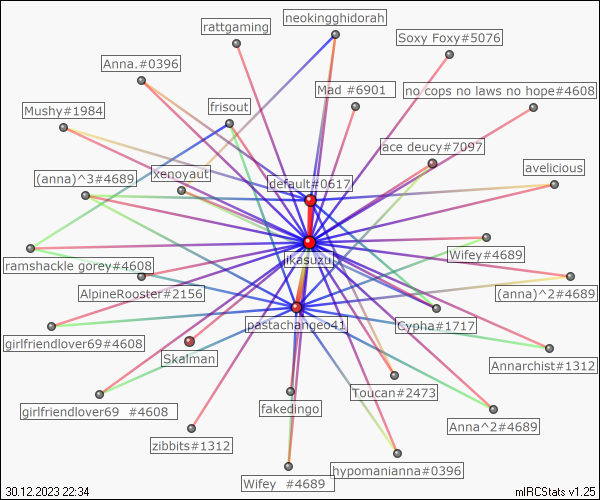 neokingghidorah
rattgaming
Soxy Foxy#5076
Anna.#0396
Mad #6901
no cops no laws no hope#4608
Mushy#1984
frisout
ace deucy#7097
xenoyaut
avelicious
(anna)^3#4689
default#0617
ikasuzu
Wifey#4689
ramshackle gorey#4608
AlpineRooster#2156
(anna)^2#4689
pastachangeo41
Cypha#1717
girlfriendlover69#4608
Skalman
Annarchist#1312
Toucan#2473
girlfriendlover69 #4608
fakedingo
Anna^2#4689
zibbits#1312
hypomanianna#0396
Wifey #4689
30.12.2023 22:34
mIRCStats v1.25